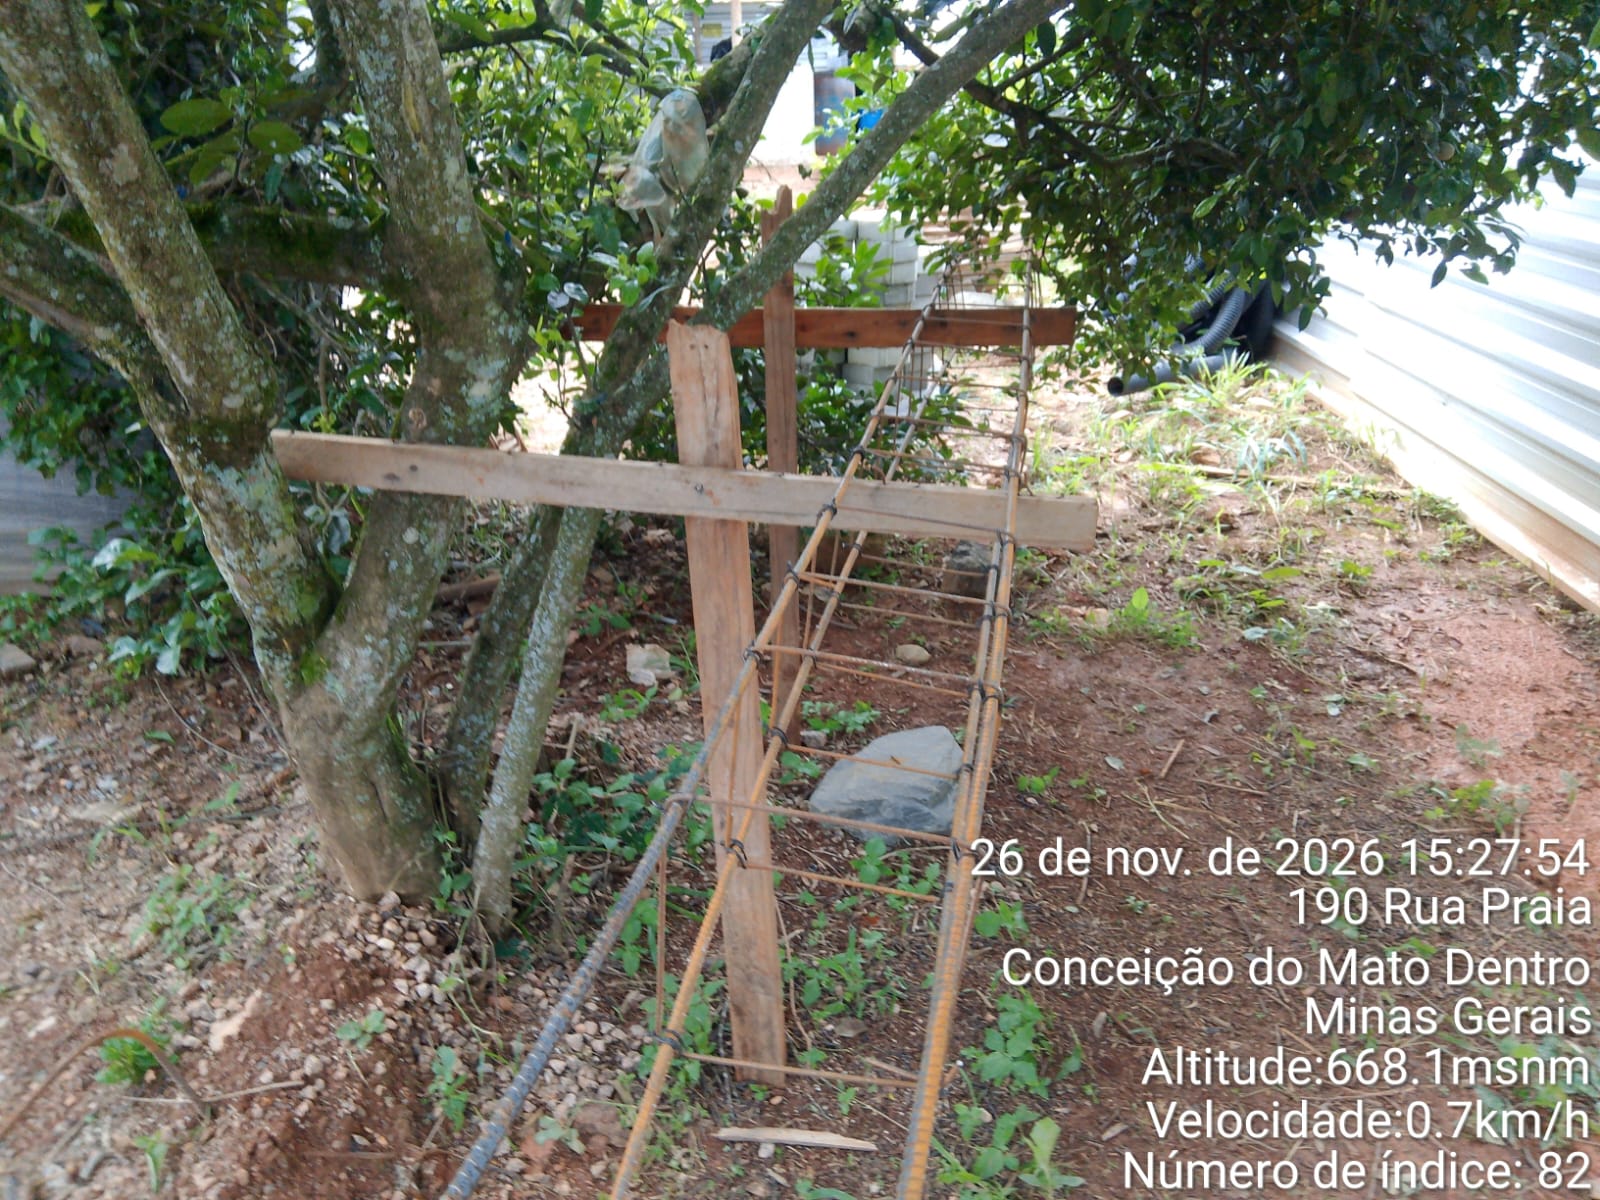 26 de nov. de 2026 15:27:54
190 Rua Praia
Conceição do Mato Dentro
Minas Gerais
Altitude:668.1msnm
Velocidade:0.7km/h
Número de índice: 82